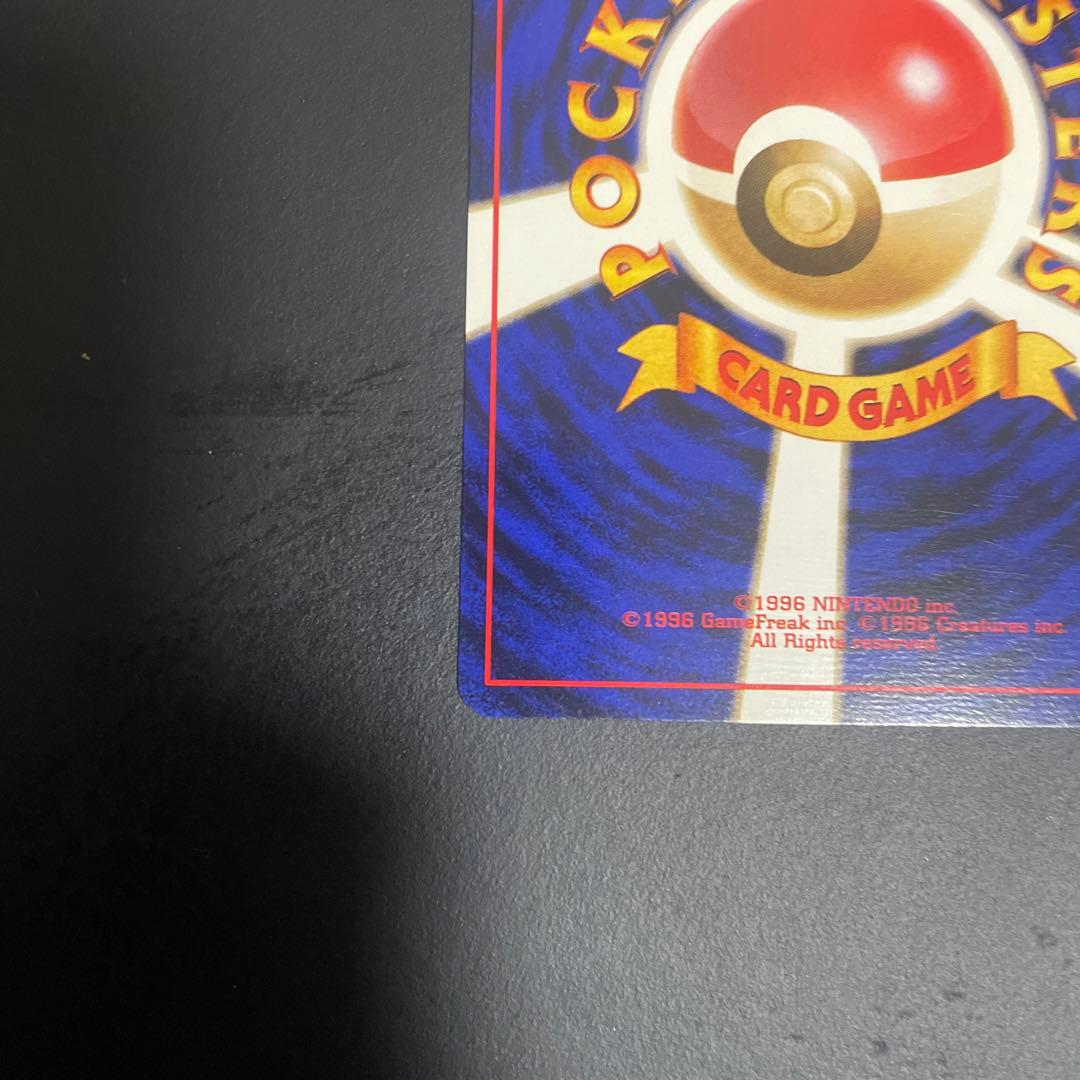 POCK
STERS
CARD GAME
©1996 NINTENDO inc.
©1996 GameFreak inc. ©1996 Creatures inc.
All Rights reserved.